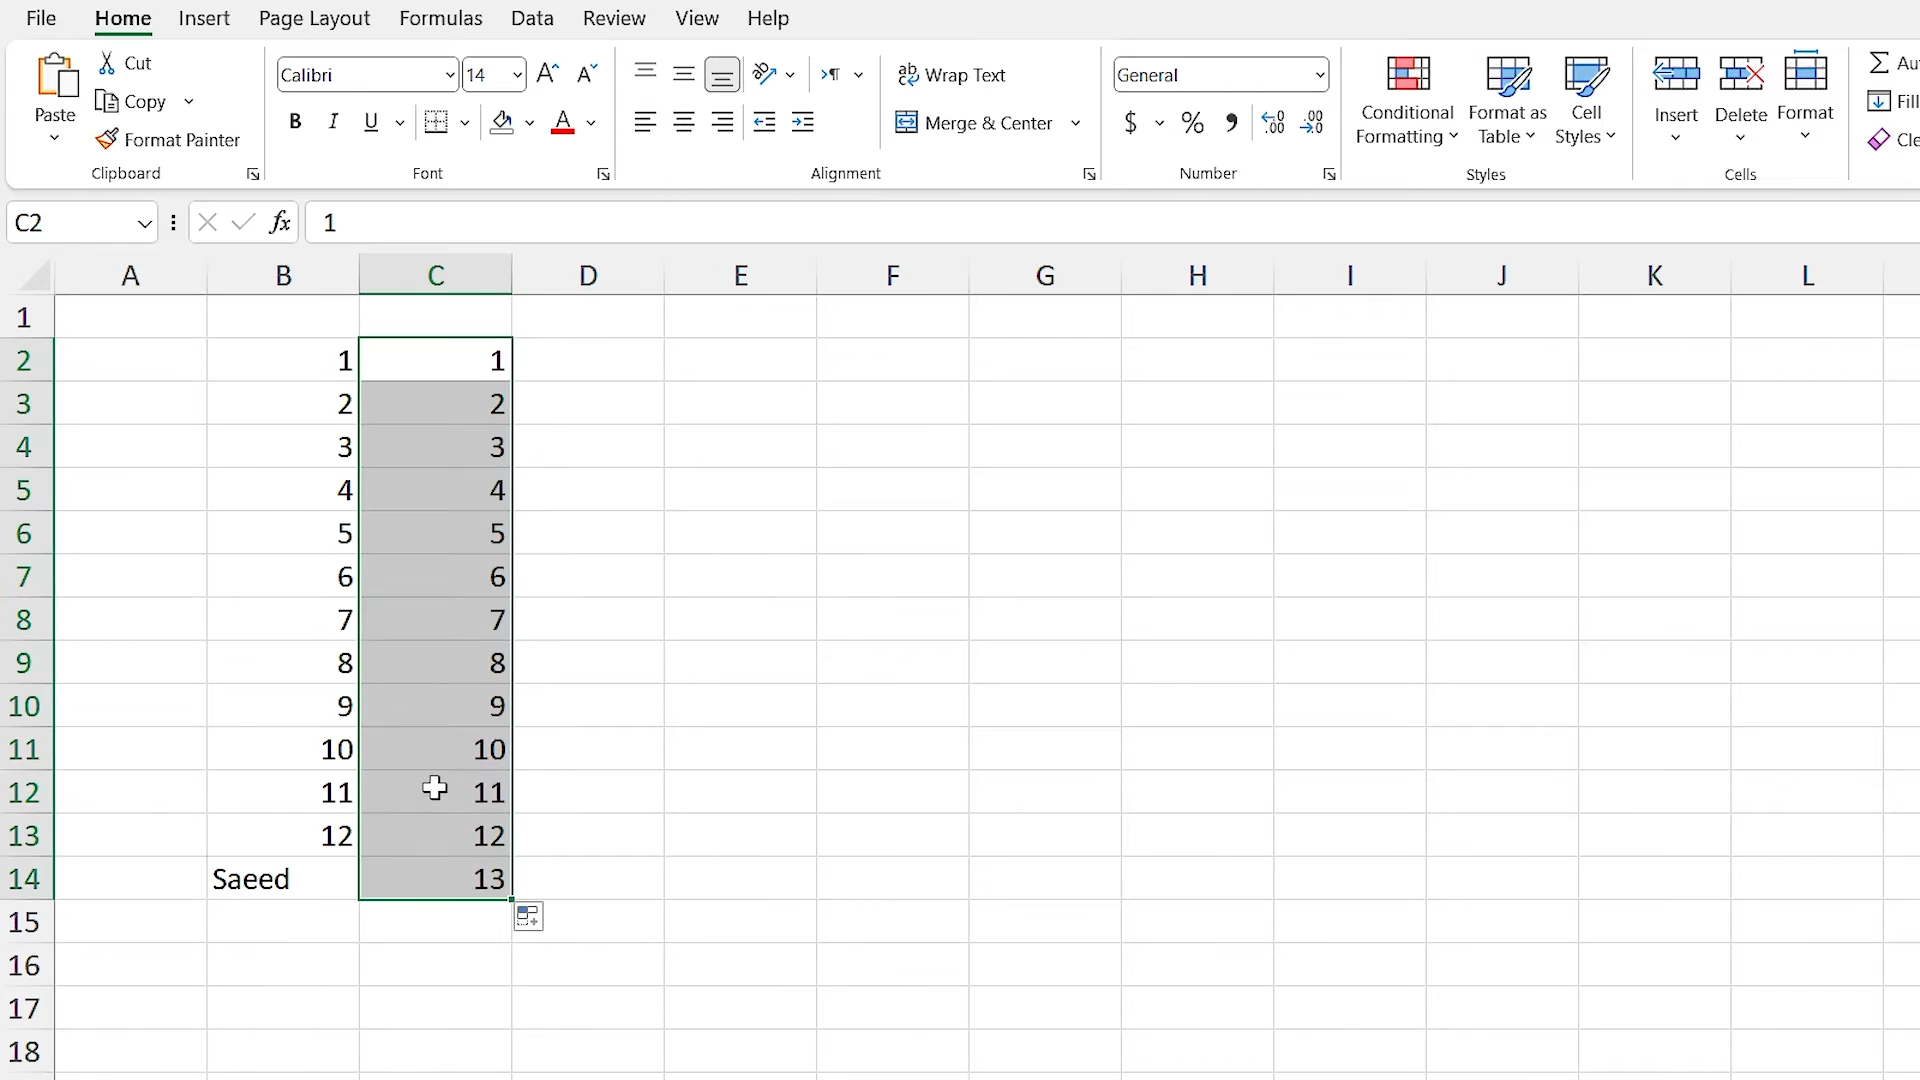 File Home Insert Page Layout Formulas Data Review View Help
Paste
Cut
Copy
Format Painter
Clipboard
Calibri 14
B I U
Font
Wrap Text
Merge & Center
Alignment
General
$ %
Number
Conditional Formatting
Format as Table
Cell Styles
Styles
Insert
Delete
Format
Cells
Au
Fill
Cle
C2 fx 1
A B C D E F G H I J K L
1
2 1 1
3 2 2
4 3 3
5 4 4
6 5 5
7 6 6
8 7 7
9 8 8
10 9 9
11 10 10
12 11 11
13 12 12
14 Saeed 13
15
16
17
18